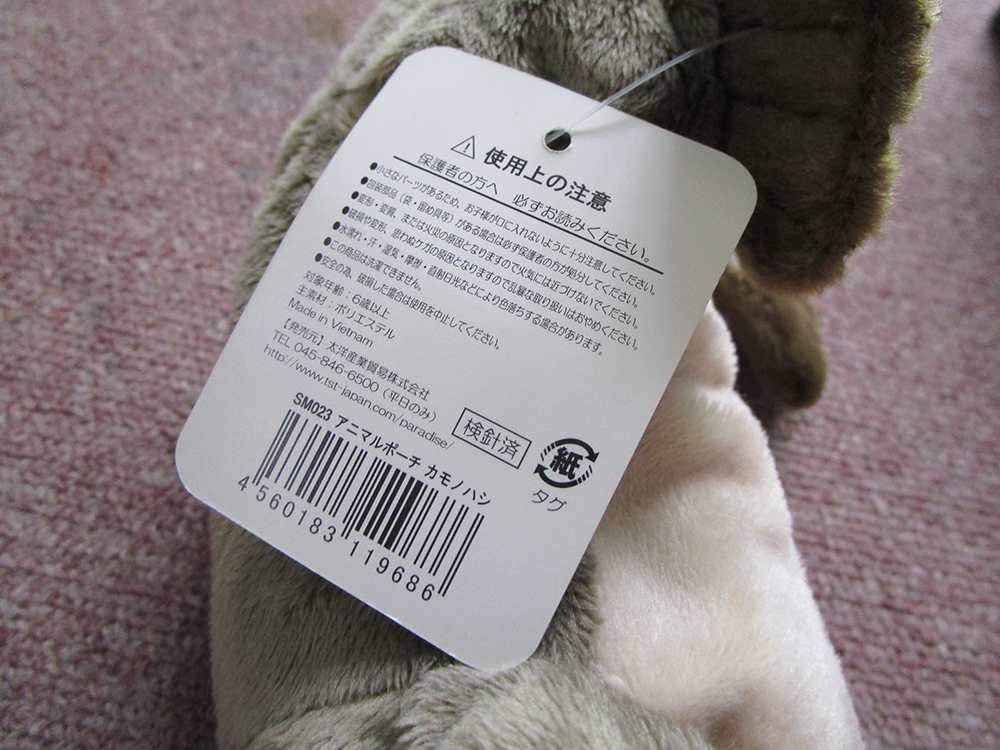 使用上の注意
保護者の方へ 必ずお読みください。
●小さなパーツがあるため、お子様が口に入れないように十分注意してください。
●包装部品（袋・留め具等）がある場合は必ず保護者の方が処分してください。
●変形・変質、または火災の原因となりますので火気には近づけないでください。
●破損や変形、思わぬケガの原因となりますので乱暴な取り扱いはおやめください。
●水濡れ・汗・湿気・摩擦・直射日光などにより色落ちする場合があります。
●この商品は洗濯できません。
●安全の為、破損した場合は使用を中止してください。
対象年齢：6歳以上
主素材：ポリエステル
Made in Vietnam
【発売元】太洋産業貿易株式会社
TEL 045-846-6500（平日のみ）
http://www.tst-japan.com/paradise/
検針済
紙
タグ
SM023 アニマルポーチ カモノハシ
4 560183 119686